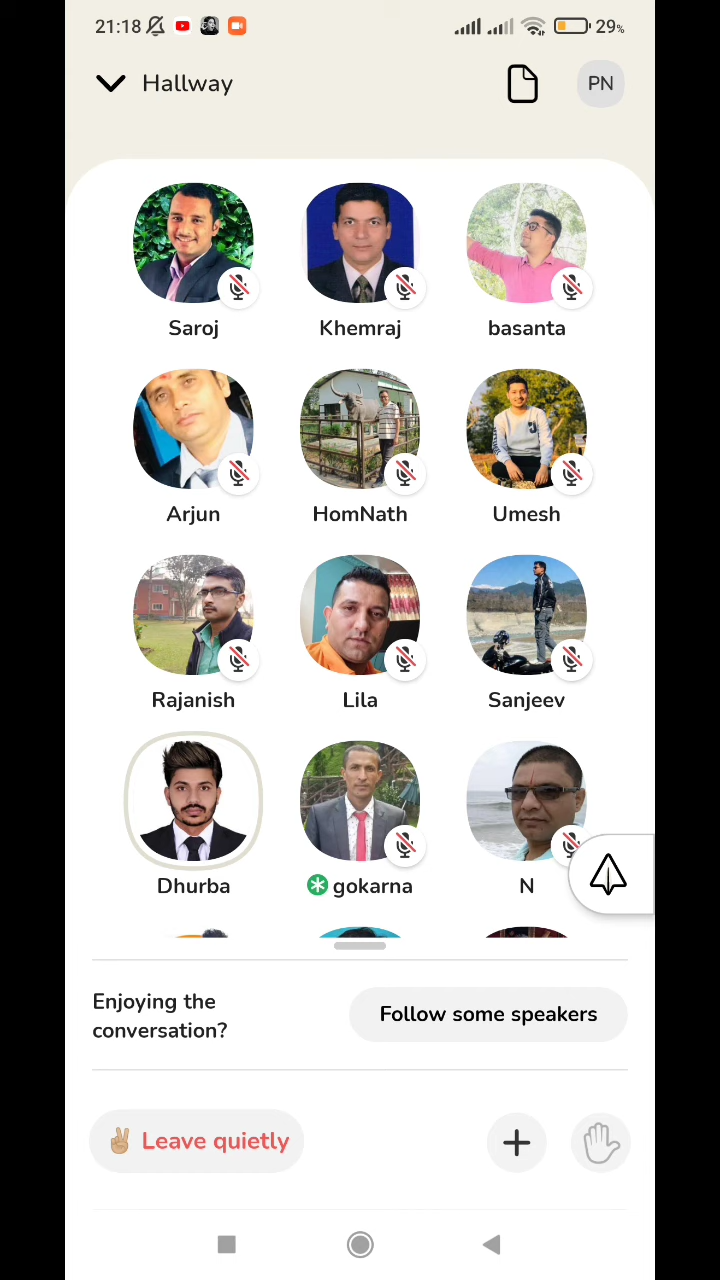 21:18 29%
Hallway PN
Saroj Khemraj basanta
Arjun HomNath Umesh
Rajanish Lila Sanjeev
Dhurba gokarna N
Enjoying the
conversation?
Follow some speakers
Leave quietly